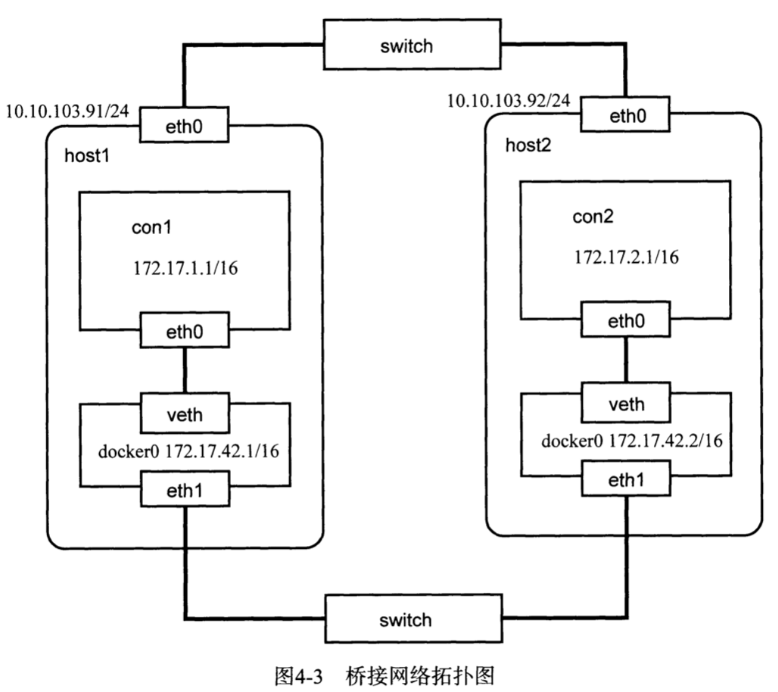 switch
10.10.103.91/24
eth0
10.10.103.92/24
eth0
host1
host2
con1
172.17.1.1/16
con2
172.17.2.1/16
eth0
eth0
veth
veth
docker0 172.17.42.1/16
docker0 172.17.42.2/16
eth1
eth1
switch
图4-3 桥接网络拓扑图